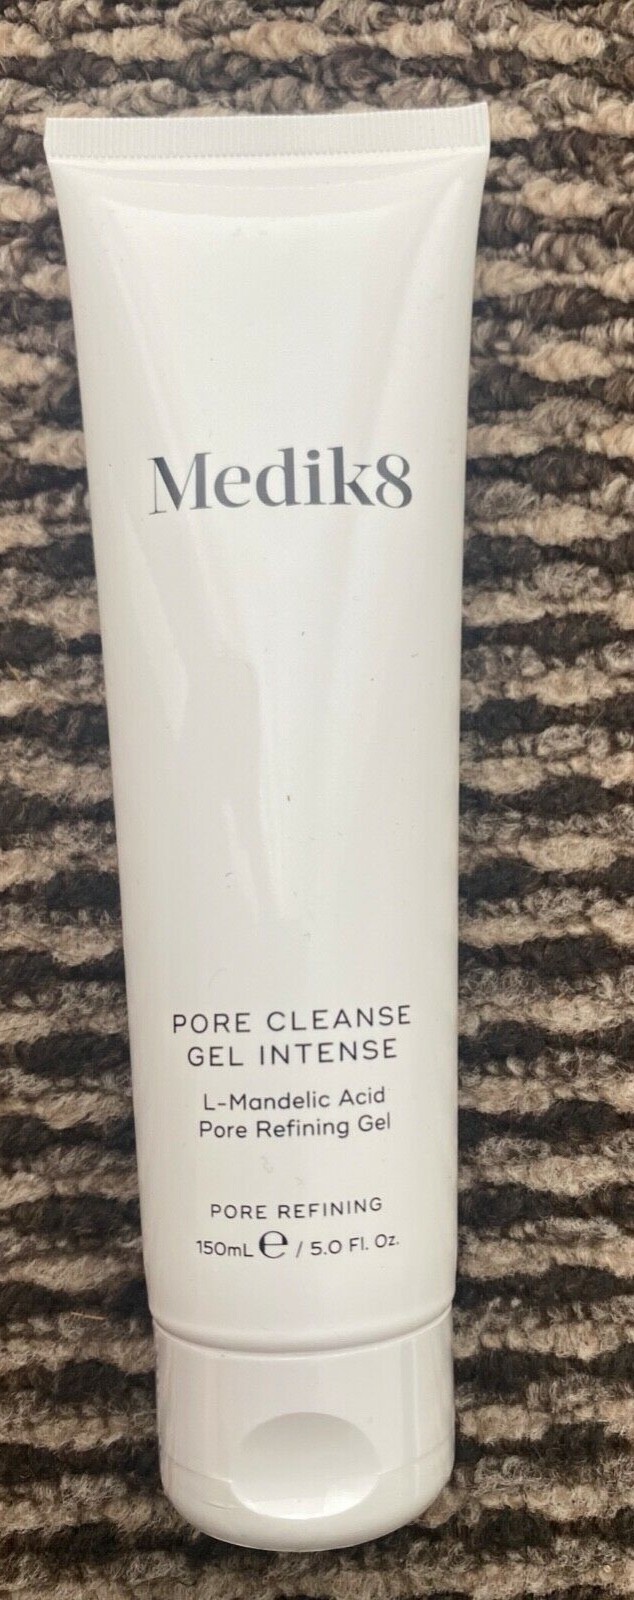 Medik8
PORE CLEANSE
GEL INTENSE
L-Mandelic Acid
Pore Refining Gel
PORE REFINING
150mL ℮ / 5.0 Fl. Oz.